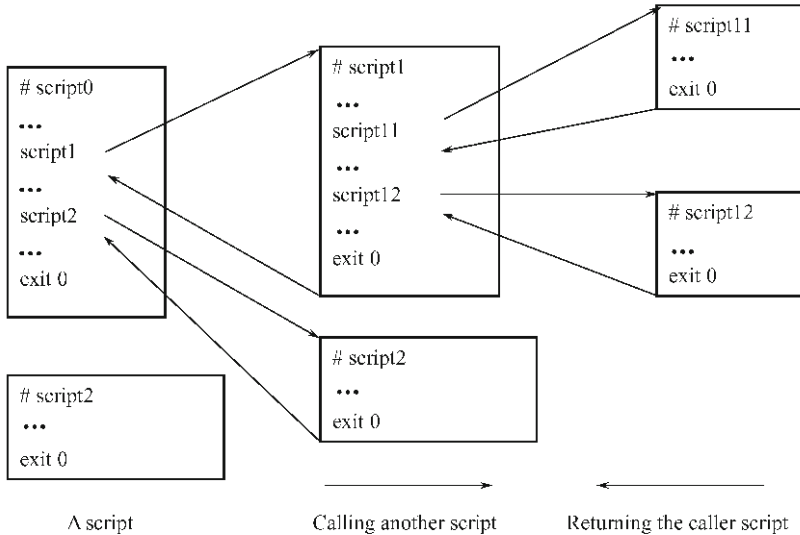 # script0
...
script1
...
script2
...
exit 0
# script1
...
script11
...
script12
...
exit 0
# script11
...
exit 0
# script12
...
exit 0
# script2
...
exit 0
# script2
...
exit 0
A script
Calling another script
Returning the caller script